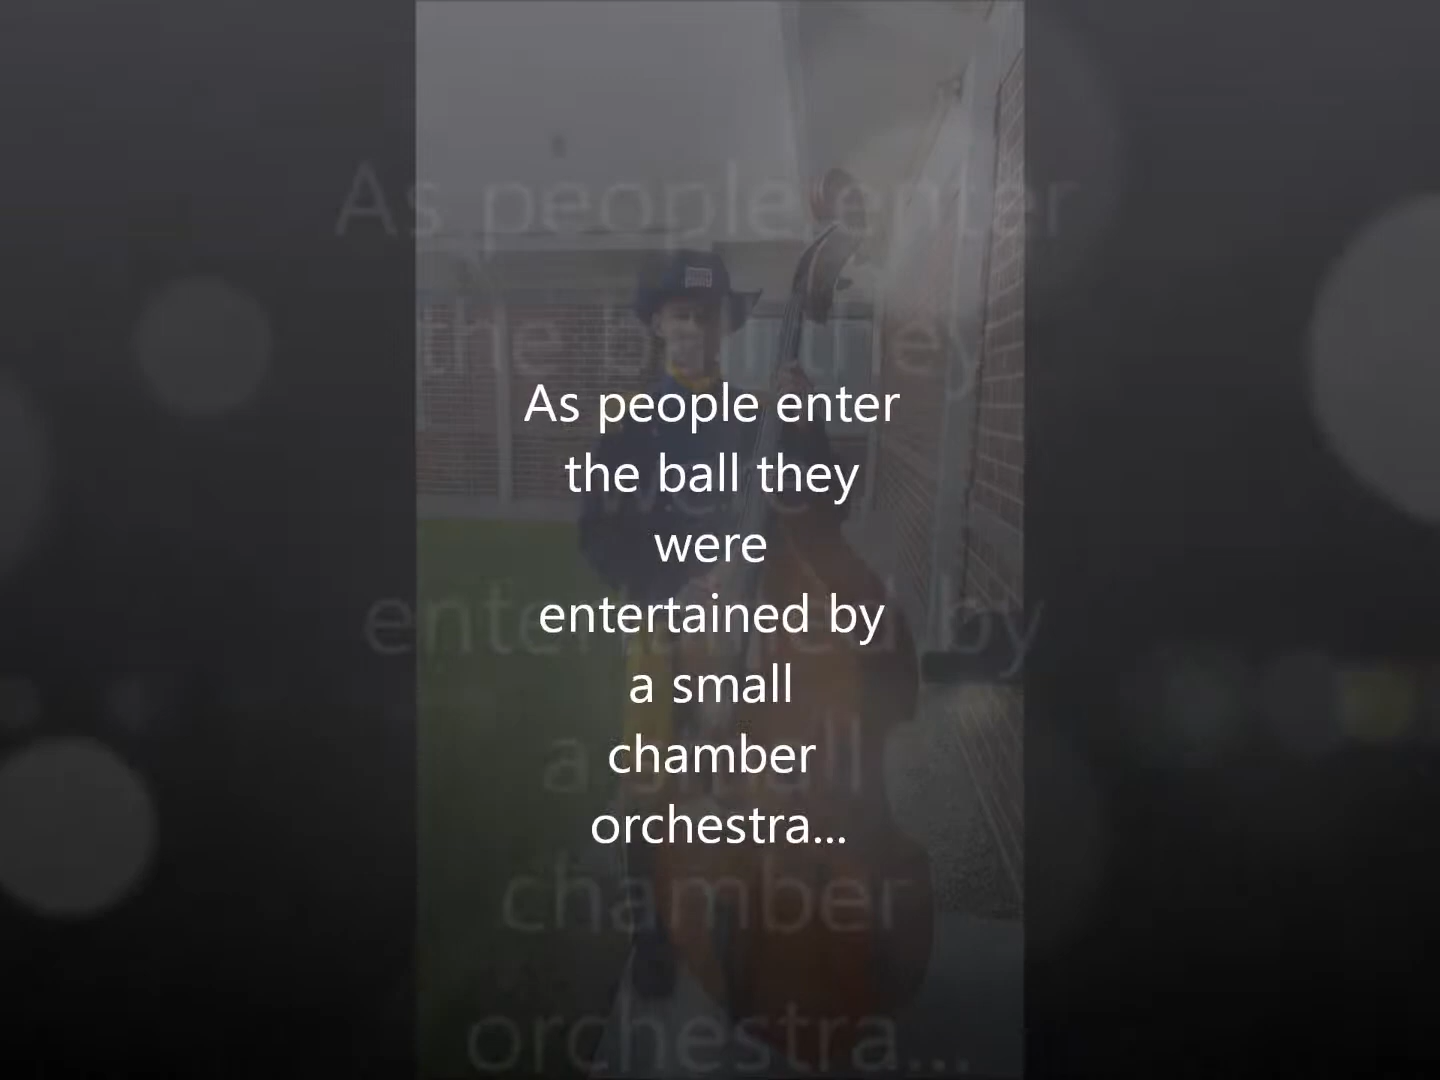 As people enter
the ball they
were
entertained by
a small
chamber
orchestra...